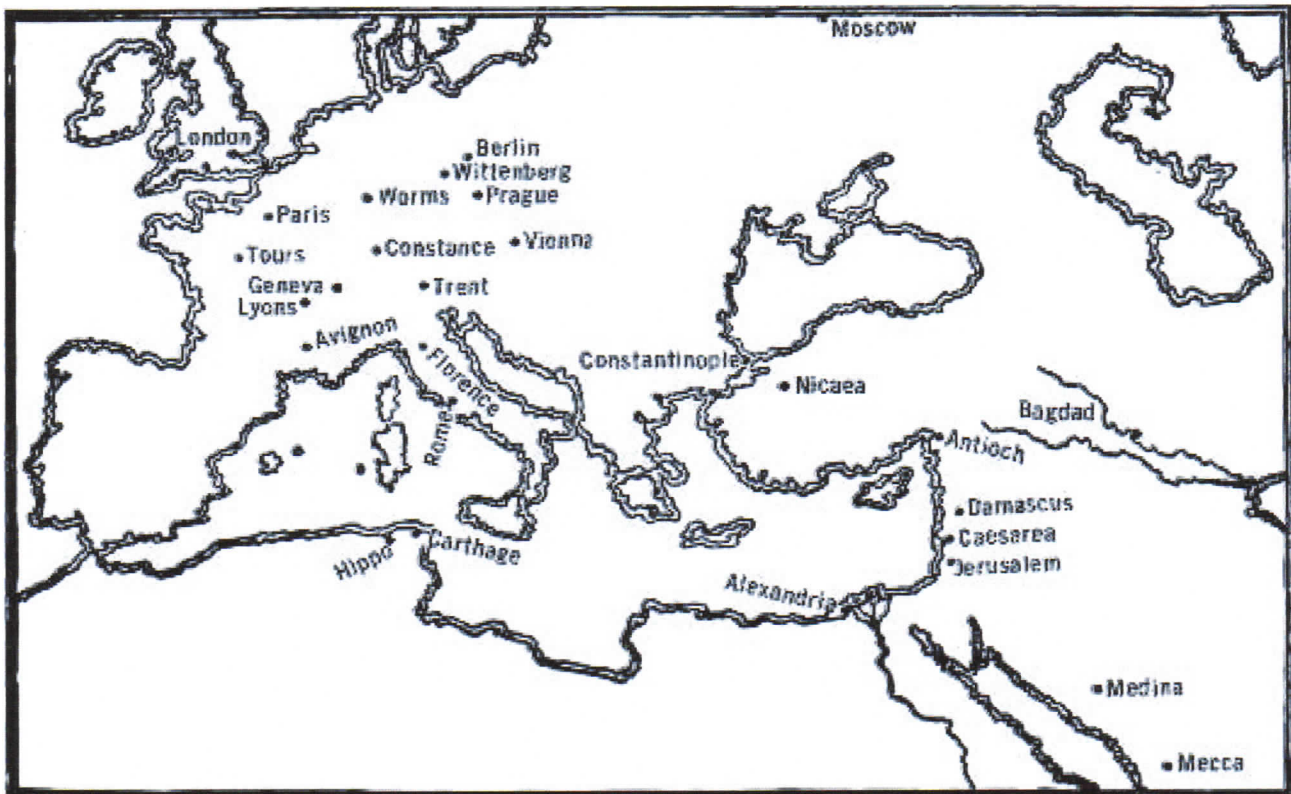 Moscow
London
Berlin
Wittenberg
Worms
Prague
Paris
Tours
Constance
Vienna
Geneva
Trent
Lyons
Avignon
Florence
Constantinople
Nicaea
Rome
Bagdad
Antioch
Damascus
Hippo
Carthage
Caesarea
Jerusalem
Alexandria
Medina
Mecca